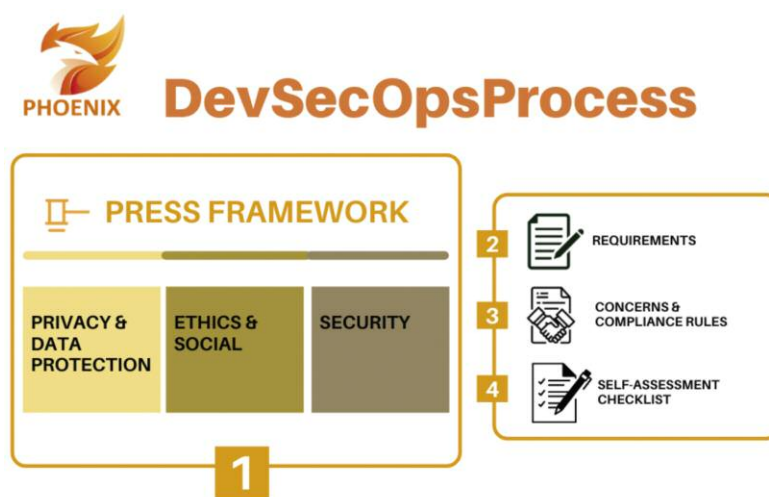 PHOENIX
DevSecOpsProcess
PRESS FRAMEWORK
PRIVACY &
DATA
PROTECTION
ETHICS &
SOCIAL
SECURITY
1
2
REQUIREMENTS
3
CONCERNS &
COMPLIANCE RULES
4
SELF-ASSESSMENT
CHECKLIST